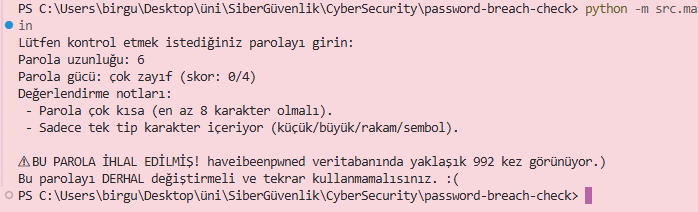 PS C:\Users\birgu\Desktop\üni\SiberGüvenlik\CyberSecurity\password-breach-check> python -m src.ma
in
Lütfen kontrol etmek istediğiniz parolayı girin:
Parola uzunluğu: 6
Parola gücü: çok zayıf (skor: 0/4)
Değerlendirme notları:
 - Parola çok kısa (en az 8 karakter olmalı).
 - Sadece tek tip karakter içeriyor (küçük/büyük/rakam/sembol).
⚠BU PAROLA İHLAL EDİLMİŞ! haveibeenpwned veritabanında yaklaşık 992 kez görünüyor.)
Bu parolayı DERHAL değiştirmeli ve tekrar kullanmamalısınız. :(
PS C:\Users\birgu\Desktop\üni\SiberGüvenlik\CyberSecurity\password-breach-check>